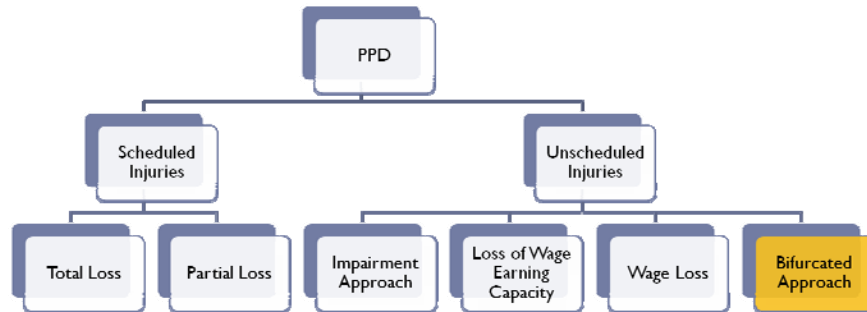 PPD
Scheduled
Injuries
Unscheduled
Injuries
Total Loss
Partial Loss
Impairment
Approach
Loss of Wage
Earning
Capacity
Wage Loss
Bifurcated
Approach